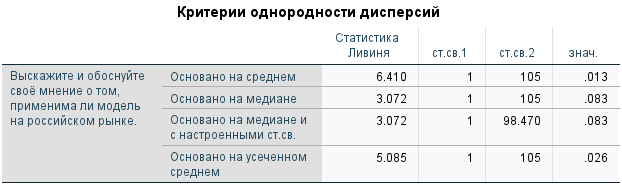 Критерии однородности дисперсий
Статистика
Ливиня ст.св.1 ст.св.2 знач.
Выскажите и обоснуйте
своё мнение о том,
применима ли модель
на российском рынке.
Основано на среднем 6.410 1 105 .013
Основано на медиане 3.072 1 105 .083
Основано на медиане и
с настроенными ст.св. 3.072 1 98.470 .083
Основано на усеченном
среднем 5.085 1 105 .026